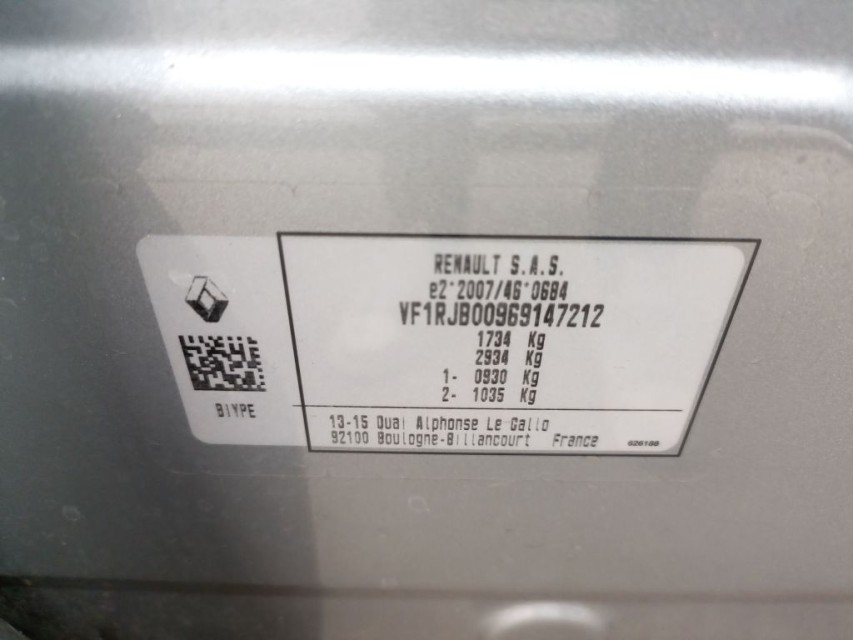 RENAULT S.A.S.
e2*2007/46*0684
VF1RJB00969147212
1734 Kg
2934 Kg
1- 0930 Kg
2- 1035 Kg
BIYPE
13-15 Quai Alphonse Le Gallo
92100 Boulogne-Billancourt France